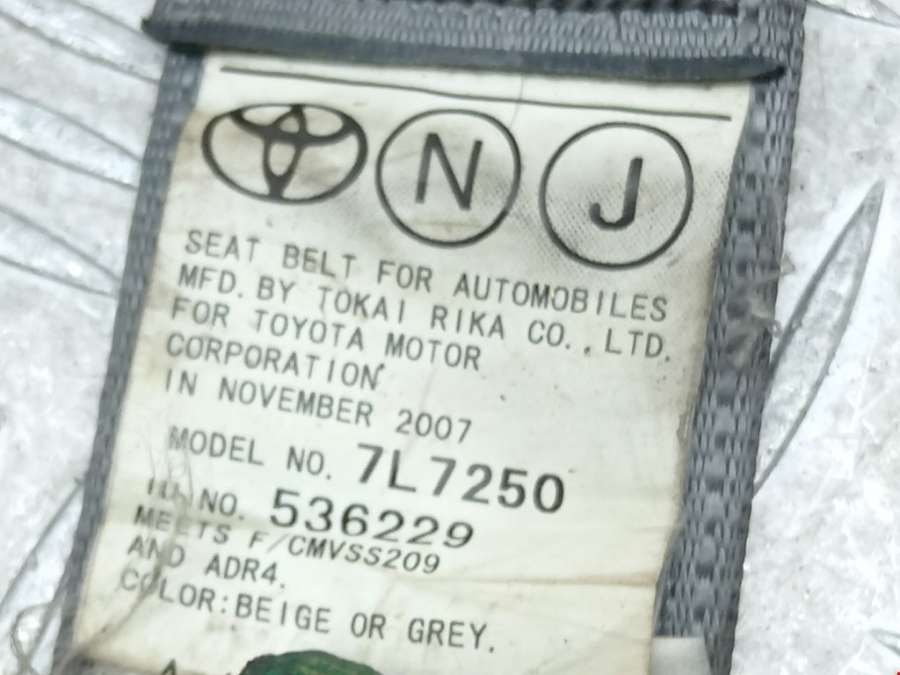 N J
SEAT BELT FOR AUTOMOBILES
MFD. BY TOKAI RIKA CO., LTD.
FOR TOYOTA MOTOR
CORPORATION
IN NOVEMBER 2007
MODEL NO. 7L7250
ID NO. 536229
MEETS F/CMVSS209
AND ADR4.
COLOR:BEIGE OR GREY.